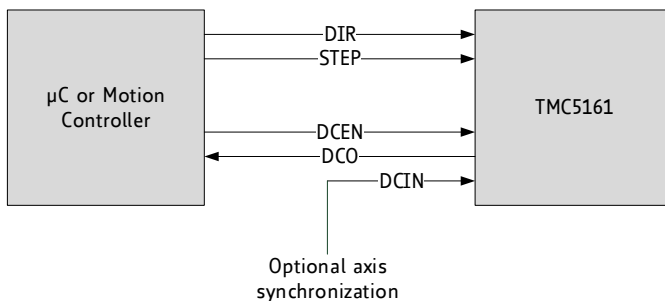 DIR
STEP
µC or Motion
Controller
TMC5161
DCEN
DCO
DCIN
Optional axis
synchronization